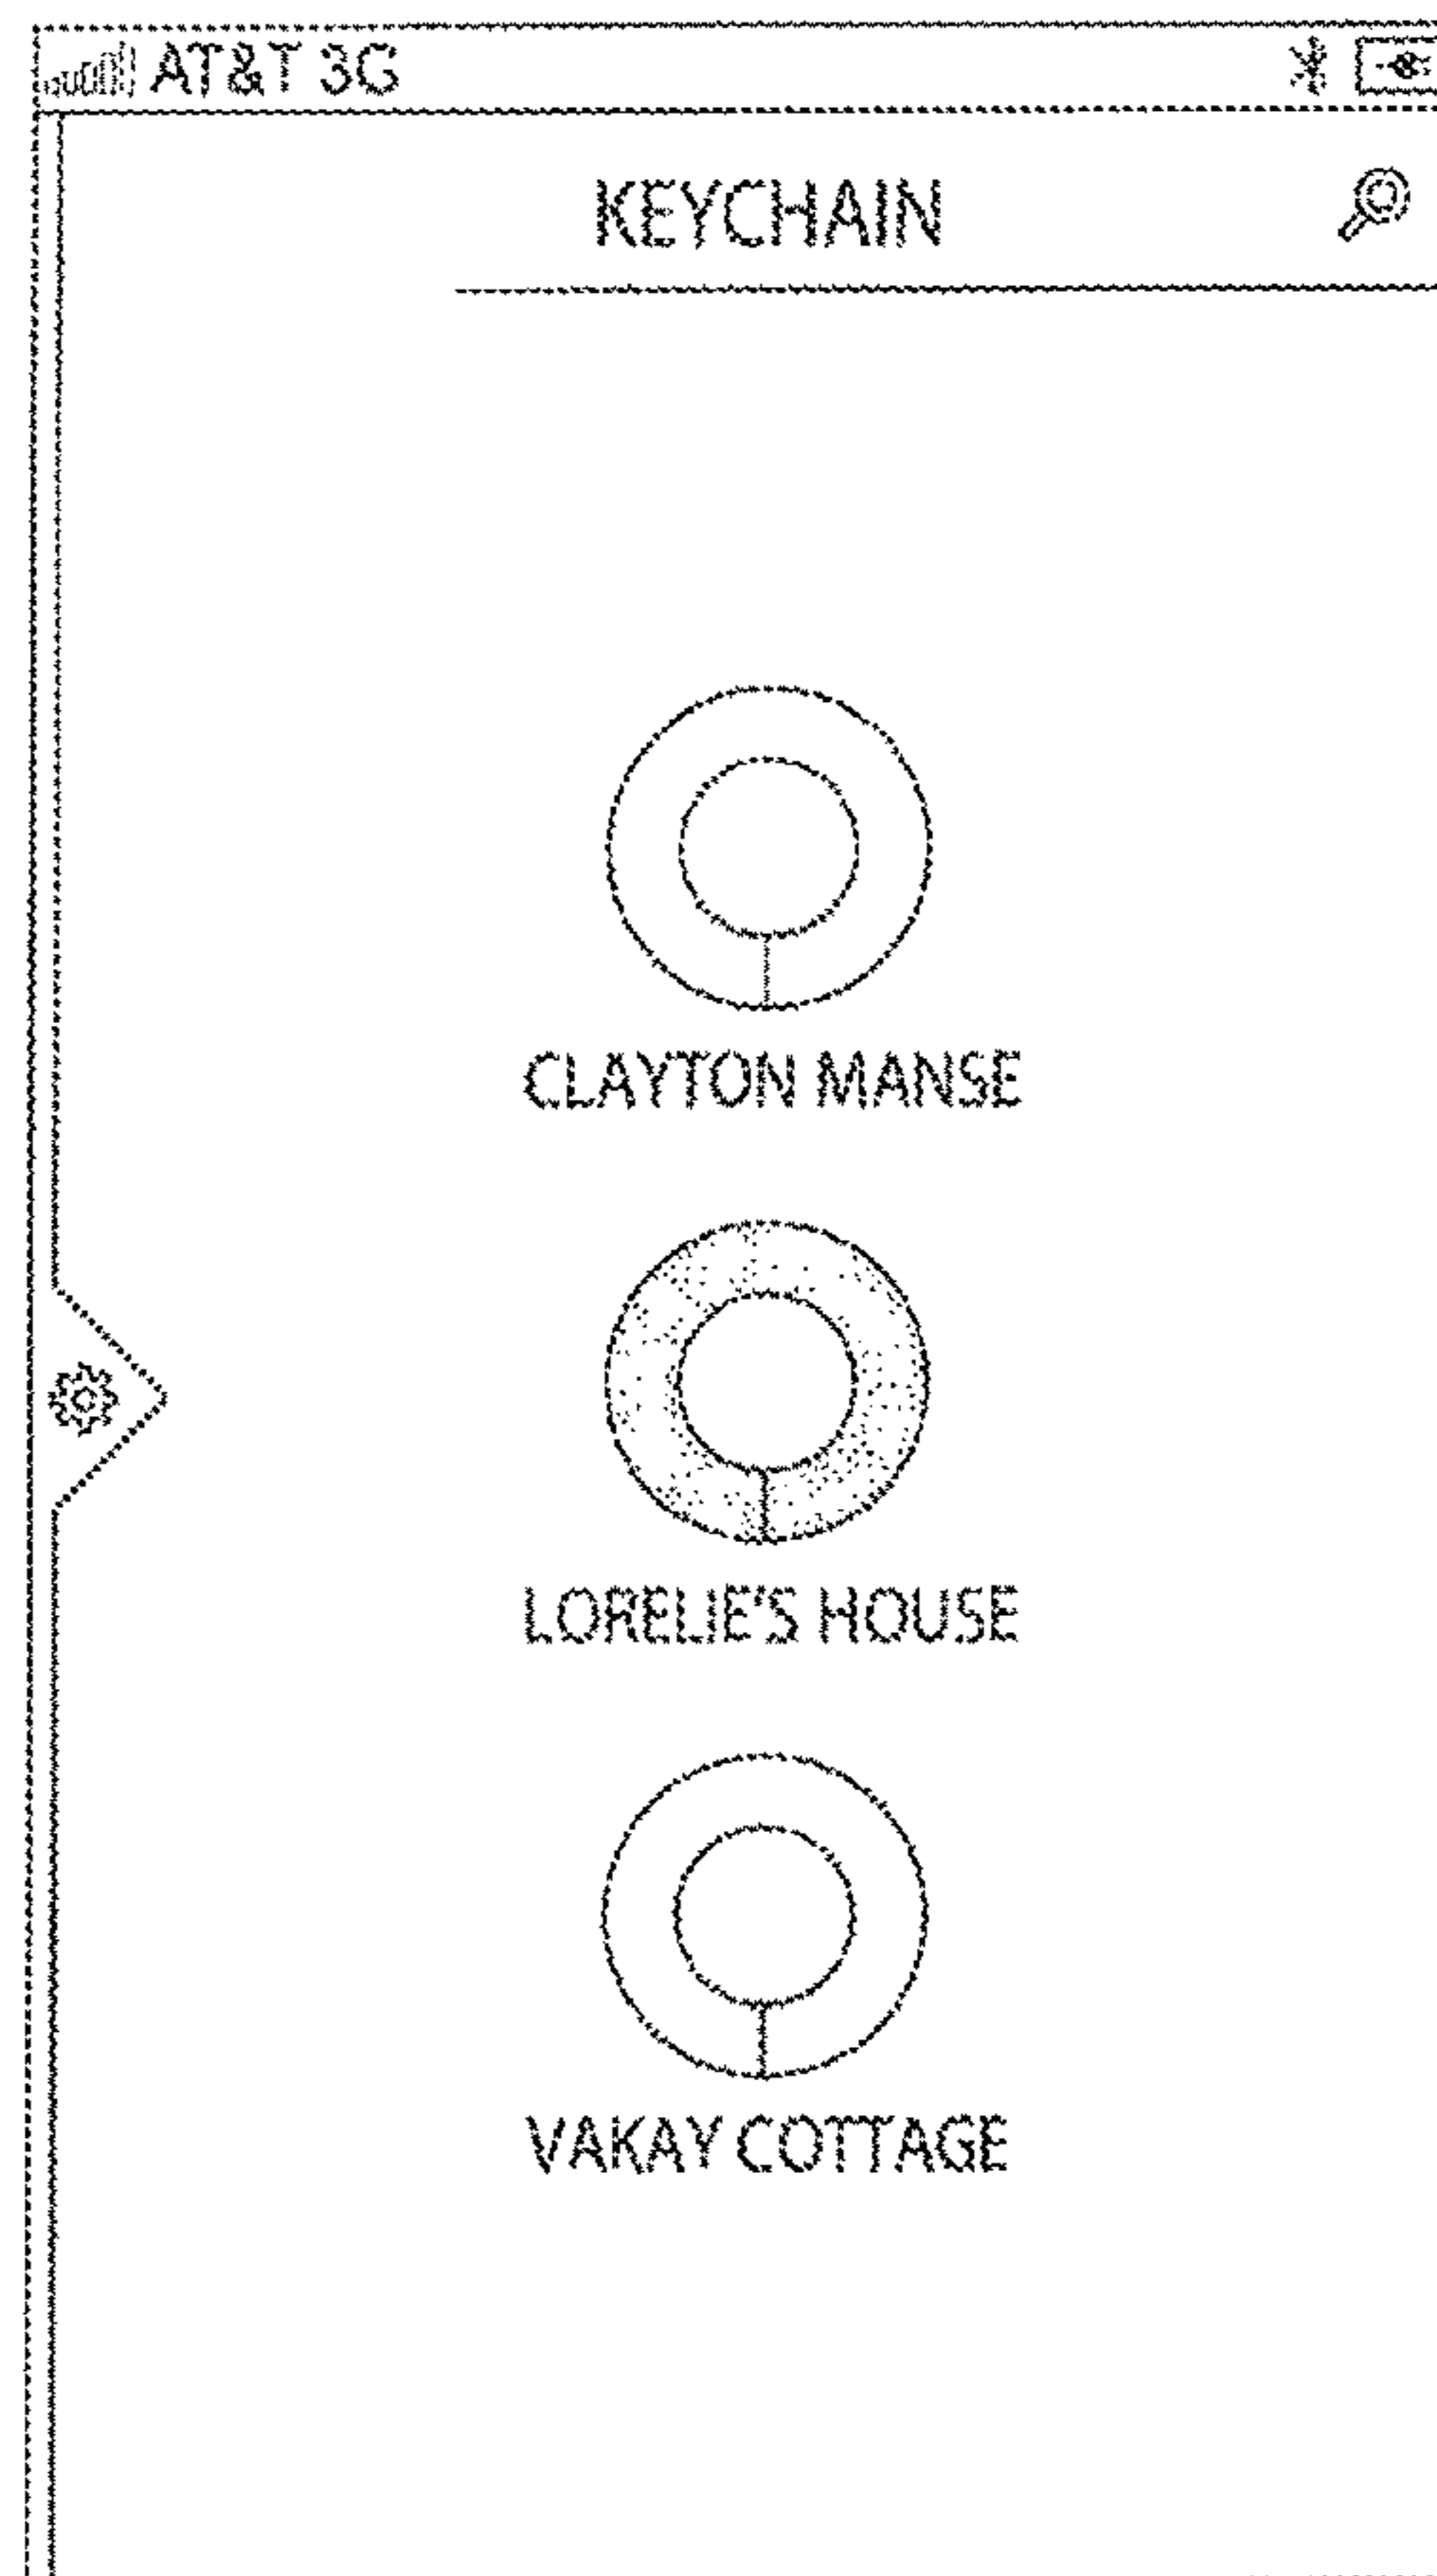 AT&T 3G
KEYCHAIN
CLAYTON MANSE
LORELIE'S HOUSE
VAKAY COTTAGE